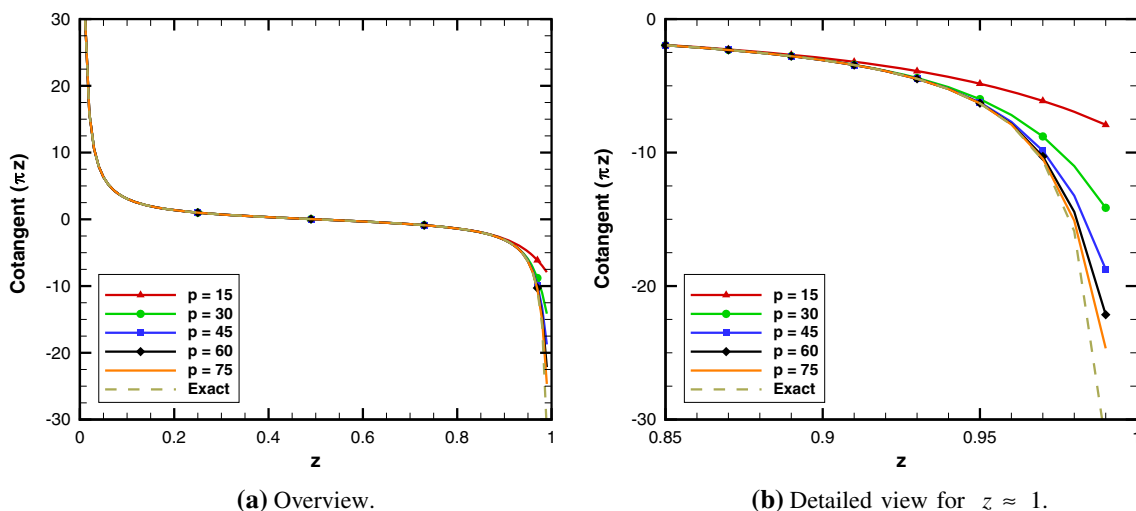 30
20
10
0
-10
-20
-30
Cotangent (πz)
p = 15
p = 30
p = 45
p = 60
p = 75
Exact
0 0.2 0.4 0.6 0.8 1
z
(a) Overview.
0
-10
-20
-30
Cotangent (πz)
p = 15
p = 30
p = 45
p = 60
p = 75
Exact
0.85 0.9 0.95 1
z
(b) Detailed view for z ≈ 1.